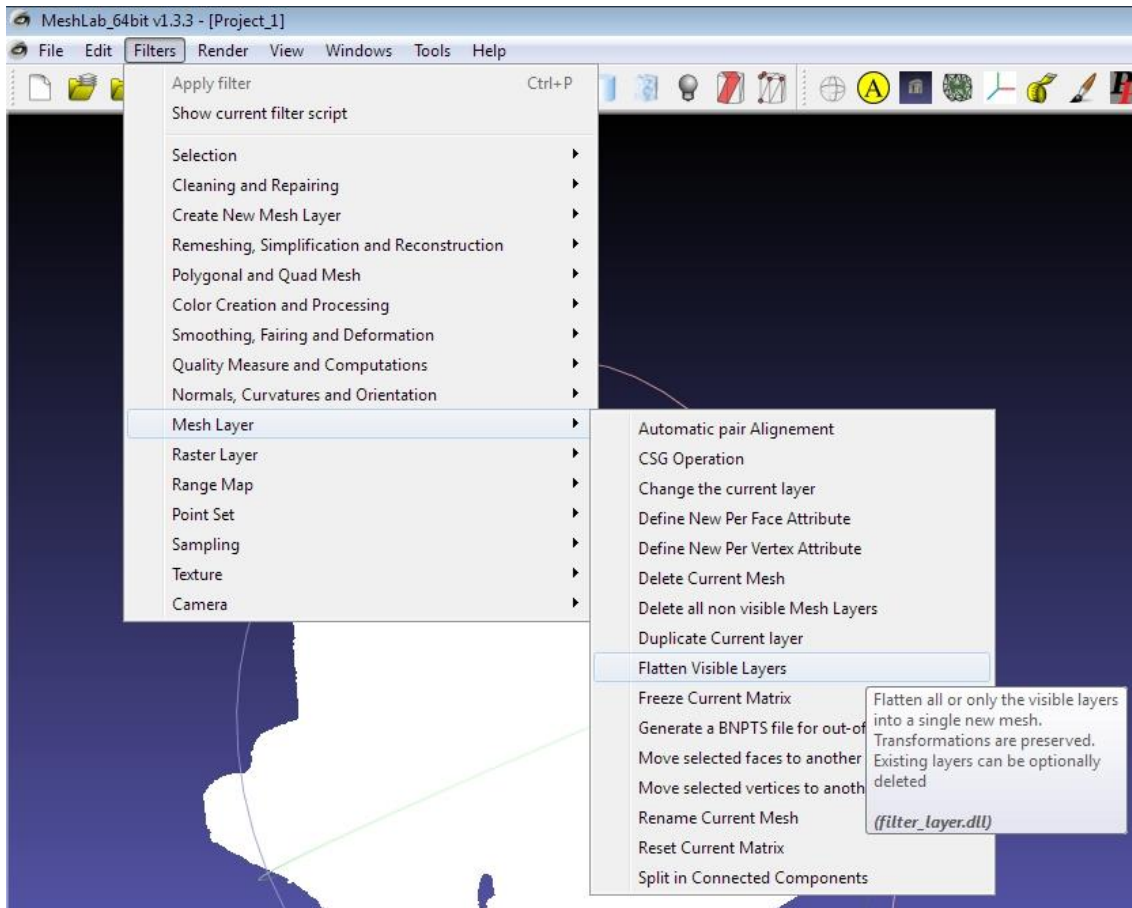 MeshLab_64bit v1.3.3 - [Project_1]
File Edit Filters Render View Windows Tools Help
Apply filter Ctrl+P
Show current filter script
Selection
Cleaning and Repairing
Create New Mesh Layer
Remeshing, Simplification and Reconstruction
Polygonal and Quad Mesh
Color Creation and Processing
Smoothing, Fairing and Deformation
Quality Measure and Computations
Normals, Curvatures and Orientation
Mesh Layer
Raster Layer
Range Map
Point Set
Sampling
Texture
Camera
Automatic pair Alignement
CSG Operation
Change the current layer
Define New Per Face Attribute
Define New Per Vertex Attribute
Delete Current Mesh
Delete all non visible Mesh Layers
Duplicate Current layer
Flatten Visible Layers
Freeze Current Matrix
Generate a BNPTS file for out-of
Move selected faces to another
Move selected vertices to anoth
Rename Current Mesh
Reset Current Matrix
Split in Connected Components
Flatten all or only the visible layers
into a single new mesh.
Transformations are preserved.
Existing layers can be optionally
deleted
(filter_layer.dll)
A